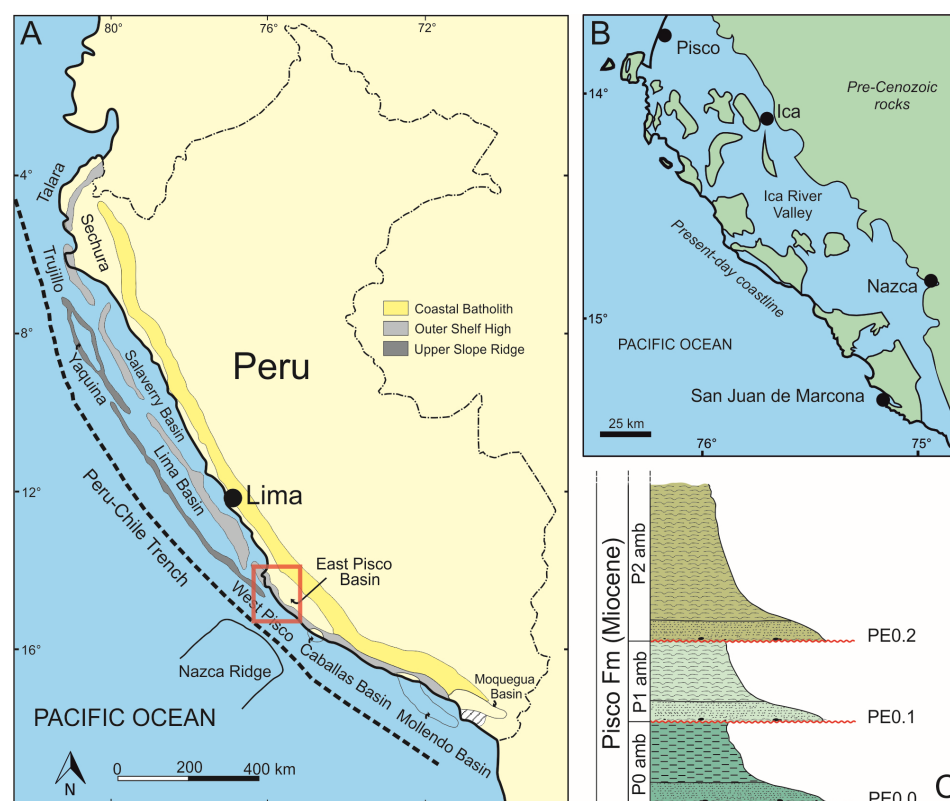 A
80°
76°
72°
4°
8°
12°
16°
Talara
Sechura
Trujillo
Yaquina
Salaverry Basin
Lima Basin
Peru-Chile Trench
Peru
Coastal Batholith
Outer Shelf High
Upper Slope Ridge
Lima
East Pisco
Basin
West Pisco
Caballas Basin
Mollendo Basin
Moquegua
Basin
Nazca Ridge
PACIFIC OCEAN
N
0 200 400 km
B
14°
15°
76°
75°
Pisco
Ica
Pre-Cenozoic
rocks
Ica River
Valley
Present-day coastline
Nazca
PACIFIC OCEAN
San Juan de Marcona
25 km
Pisco Fm (Miocene)
P2 amb
P1 amb
P0 amb
PE0.2
PE0.1
PE0.0
C